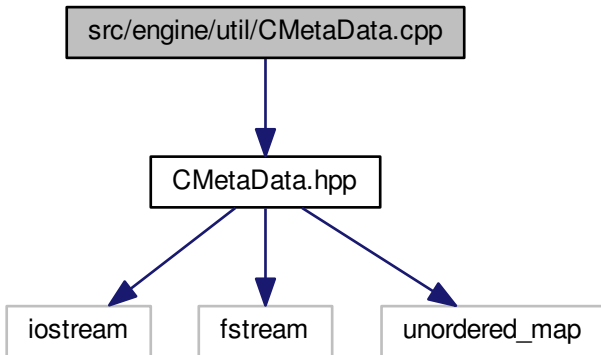 src/engine/util/CMetaData.cpp
CMetaData.hpp
iostream
fstream
unordered_map